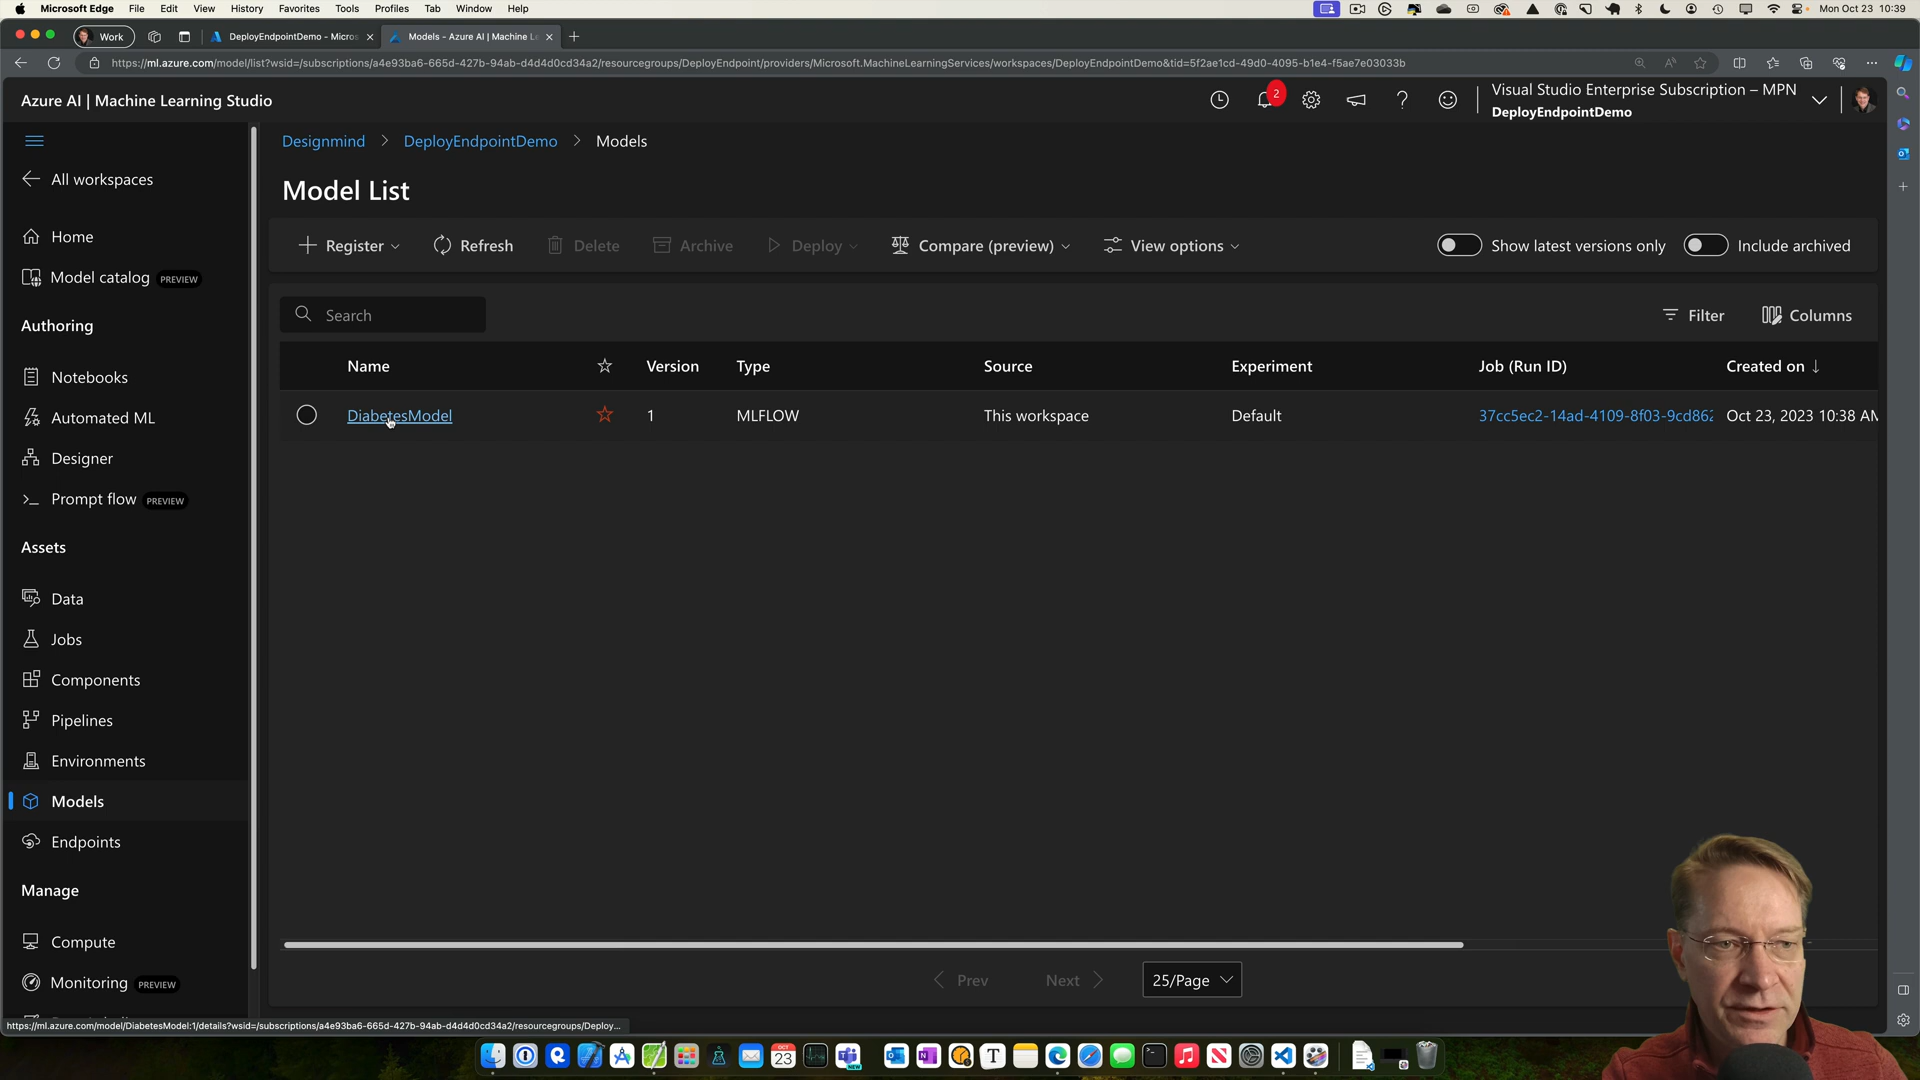 Microsoft Edge File Edit View History Favorites Tools Profiles Tab Window Help Mon Oct 23 10:39
Work DeployEndpointDemo - Micros Models - Azure AI | Machine Le
https://ml.azure.com/model/list?wsid=/subscriptions/a4e93ba6-665d-427b-94ab-d4d4d0cd34a2/resourcegroups/DeployEndpoint/providers/Microsoft.MachineLearningServices/workspaces/DeployEndpointDemo&tid=5f2ae1cd-49d0-4095-b1e4-f5ae7e03033b
Azure AI | Machine Learning Studio
2
Visual Studio Enterprise Subscription – MPN
DeployEndpointDemo
All workspaces
Home
Model catalog PREVIEW
Authoring
Notebooks
Automated ML
Designer
Prompt flow PREVIEW
Assets
Data
Jobs
Components
Pipelines
Environments
Models
Endpoints
Manage
Compute
Monitoring PREVIEW
Designmind > DeployEndpointDemo > Models
Model List
Register Refresh Delete Archive Deploy Compare (preview) View options Show latest versions only Include archived
Search Filter Columns
Name Version Type Source Experiment Job (Run ID) Created on
DiabetesModel 1 MLFLOW This workspace Default 37cc5ec2-14ad-4109-8f03-9cd862 Oct 23, 2023 10:38 AM
Prev Next 25/Page
https://ml.azure.com/model/DiabetesModel:1/details?wsid=/subscriptions/a4e93ba6-665d-427b-94ab-d4d4d0cd34a2/resourcegroups/Deploy...
OCT
23
NEW